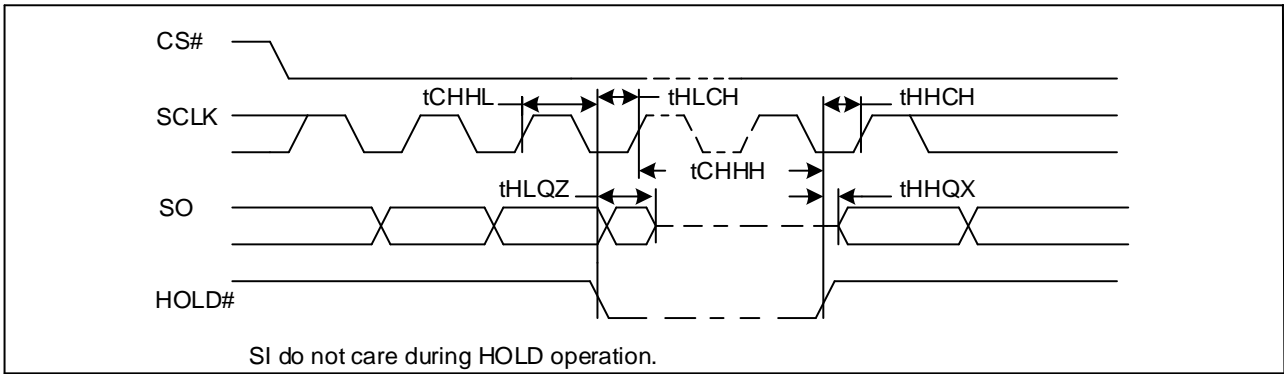 CS#
tCHHL
tHLCH
tHHCH
SCLK
tCHHH
tHLQZ
tHHQX
SO
HOLD#
SI do not care during HOLD operation.